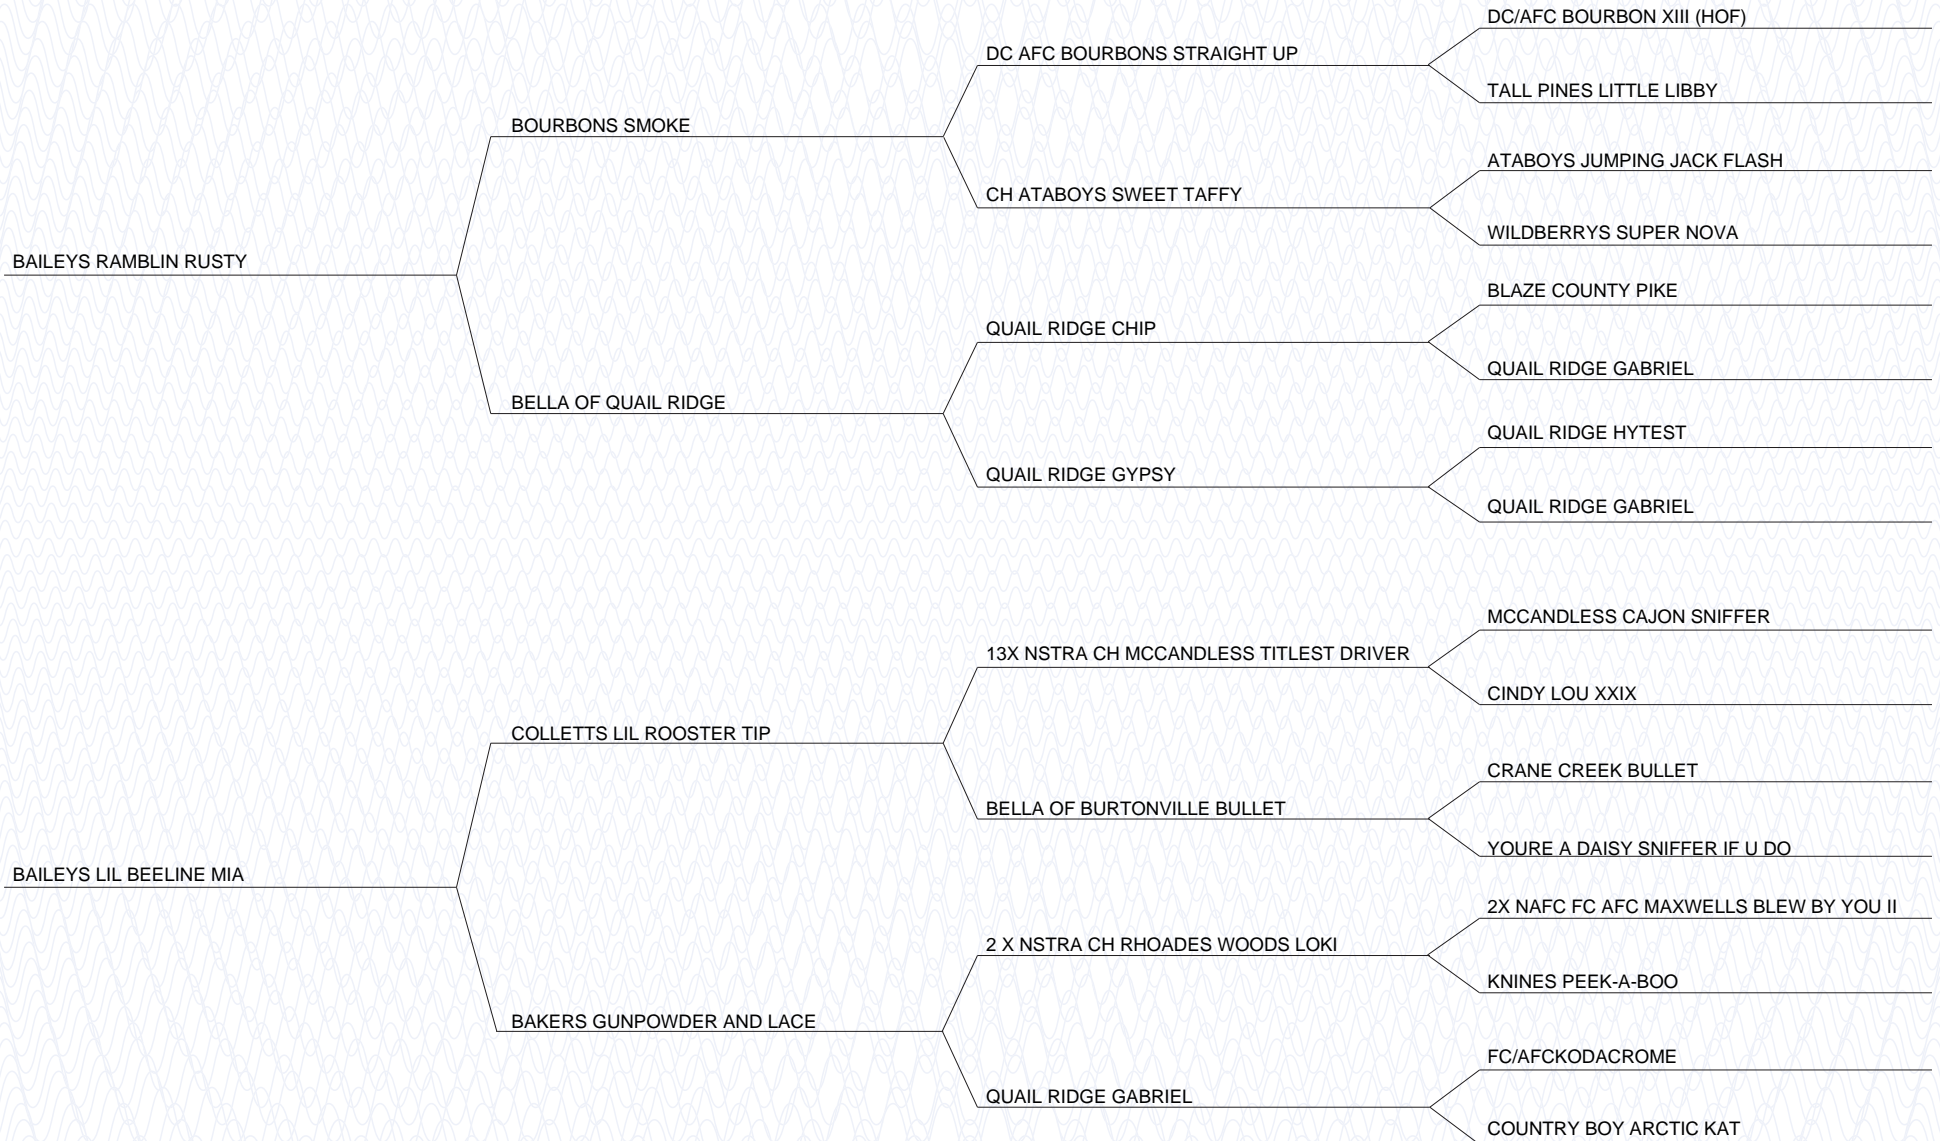 DC/AFC BOURBON XIII (HOF)
DC AFC BOURBONS STRAIGHT UP
TALL PINES LITTLE LIBBY
BOURBONS SMOKE
ATABOYS JUMPING JACK FLASH
CH ATABOYS SWEET TAFFY
WILDBERRYS SUPER NOVA
BAILEYS RAMBLIN RUSTY
BLAZE COUNTY PIKE
QUAIL RIDGE CHIP
QUAIL RIDGE GABRIEL
BELLA OF QUAIL RIDGE
QUAIL RIDGE HYTEST
QUAIL RIDGE GYPSY
QUAIL RIDGE GABRIEL
MCCANDLESS CAJON SNIFFER
13X NSTRA CH MCCANDLESS TITLEST DRIVER
CINDY LOU XXIX
COLLETTS LIL ROOSTER TIP
CRANE CREEK BULLET
BELLA OF BURTONVILLE BULLET
YOURE A DAISY SNIFFER IF U DO
BAILEYS LIL BEELINE MIA
2X NAFC FC AFC MAXWELLS BLEW BY YOU II
2 X NSTRA CH RHOADES WOODS LOKI
KNINES PEEK-A-BOO
BAKERS GUNPOWDER AND LACE
FC/AFCKODACROME
QUAIL RIDGE GABRIEL
COUNTRY BOY ARCTIC KAT